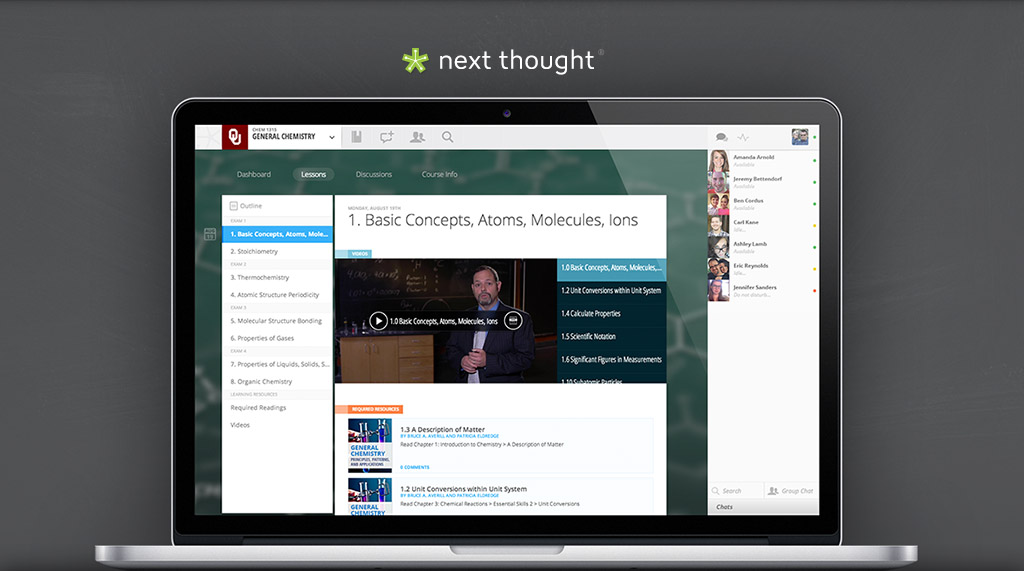 next thought
OU
CHEM 1315
GENERAL CHEMISTRY
Dashboard
Lessons
Discussions
Course Info
Outline
EXAM 1
1. Basic Concepts, Atoms, Mole...
2. Stoichiometry
EXAM 2
3. Thermochemistry
4. Atomic Structure Periodicity
EXAM 3
5. Molecular Structure Bonding
6. Properties of Gases
EXAM 4
7. Properties of Liquids, Solids, S...
8. Organic Chemistry
LEARNING RESOURCES
Required Readings
Videos
MONDAY, AUGUST 19TH
1. Basic Concepts, Atoms, Molecules, Ions
VIDEOS
1.0 Basic Concepts, Atoms, Molecules, Ions
1.0 Basic Concepts, Atoms, Molecules,...
1.2 Unit Conversions within Unit System
1.4 Calculate Properties
1.5 Scientific Notation
1.6 Significant Figures in Measurements
1.10 Subatomic Particles
REQUIRED RESOURCES
GENERAL
CHEMISTRY
PRINCIPLES, PATTERNS,
AND APPLICATIONS
1.3 A Description of Matter
BY BRUCE A. AVERILL AND PATRICIA ELDREDGE
Read Chapter 1: Introduction to Chemistry > A Description of Matter
0 COMMENTS
GENERAL
CHEMISTRY
1.2 Unit Conversions within Unit System
BY BRUCE A. AVERILL AND PATRICIA ELDREDGE
Read Chapter 3: Chemical Reactions > Essential Skills 2 > Unit Conversions
Amanda Arnold
Available
Jeremy Bettendorf
Available
Ben Cordus
Available
Carl Kane
Idle...
Ashley Lamb
Available
Eric Reynolds
Idle...
Jennifer Sanders
Do not disturb...
Search
Group Chat
Chats